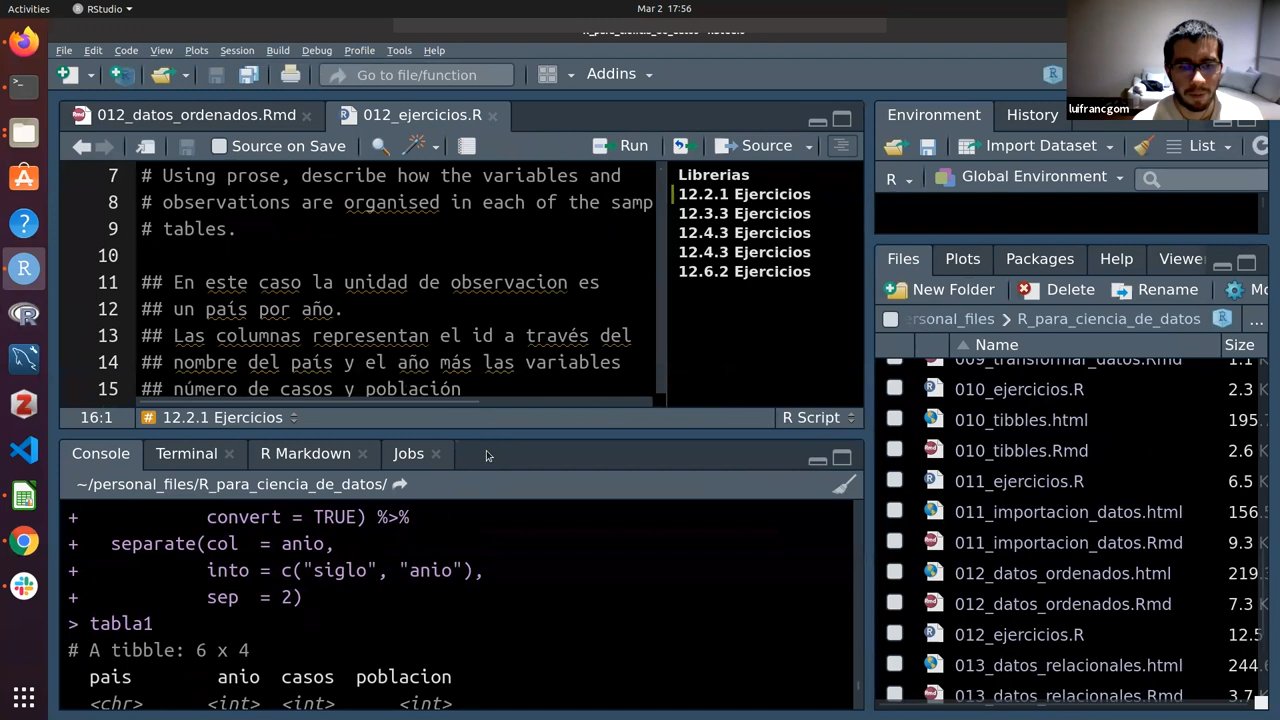 Activities
RStudio
Mar 2 17:56
File Edit Code View Plots Session Build Debug Profile Tools Help
Go to file/function
Addins
luifrancgom
012_datos_ordenados.Rmd
012_ejercicios.R
Source on Save
Run
Source
7 # Using prose, describe how the variables and
8 # observations are organised in each of the samp
9 # tables.
10
11 ## En este caso la unidad de observacion es
12 ## un país por año.
13 ## Las columnas representan el id a través del
14 ## nombre del país y el año más las variables
15 ## número de casos y población
Librerias
12.2.1 Ejercicios
12.3.3 Ejercicios
12.4.3 Ejercicios
12.4.3 Ejercicios
12.6.2 Ejercicios
16:1
# 12.2.1 Ejercicios
R Script
Console Terminal R Markdown Jobs
~/personal_files/R_para_ciencia_de_datos/
+ convert = TRUE) %>%
+ separate(col = anio,
+ into = c("siglo", "anio"),
+ sep = 2)
> tabla1
# A tibble: 6 x 4
pais anio casos poblacion
<chr> <int> <int> <int>
Environment History
Import Dataset
List
R
Global Environment
Files Plots Packages Help Viewe
New Folder Delete Rename Mo
ersonal_files R_para_ciencia_de_datos ...
Name Size
009_transformar_datos.Rmd 1.1 K
010_ejercicios.R 2.3 K
010_tibbles.html 195.
010_tibbles.Rmd 2.6 K
011_ejercicios.R 6.5 K
011_importacion_datos.html 156.
011_importacion_datos.Rmd 9.3 K
012_datos_ordenados.html 219.
012_datos_ordenados.Rmd 7.3 K
012_ejercicios.R 12.5
013_datos_relacionales.html 244.
013_datos_relacionales.Rmd 3.7